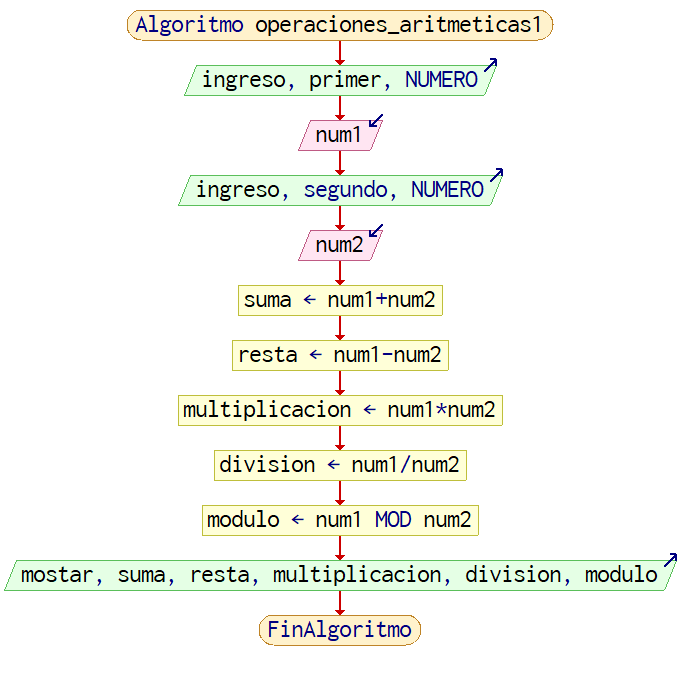 Algoritmo operaciones_aritmeticas1
ingreso, primer, NUMERO
num1
ingreso, segundo, NUMERO
num2
suma ← num1+num2
resta ← num1-num2
multiplicacion ← num1*num2
division ← num1/num2
modulo ← num1 MOD num2
mostar, suma, resta, multiplicacion, division, modulo
FinAlgoritmo